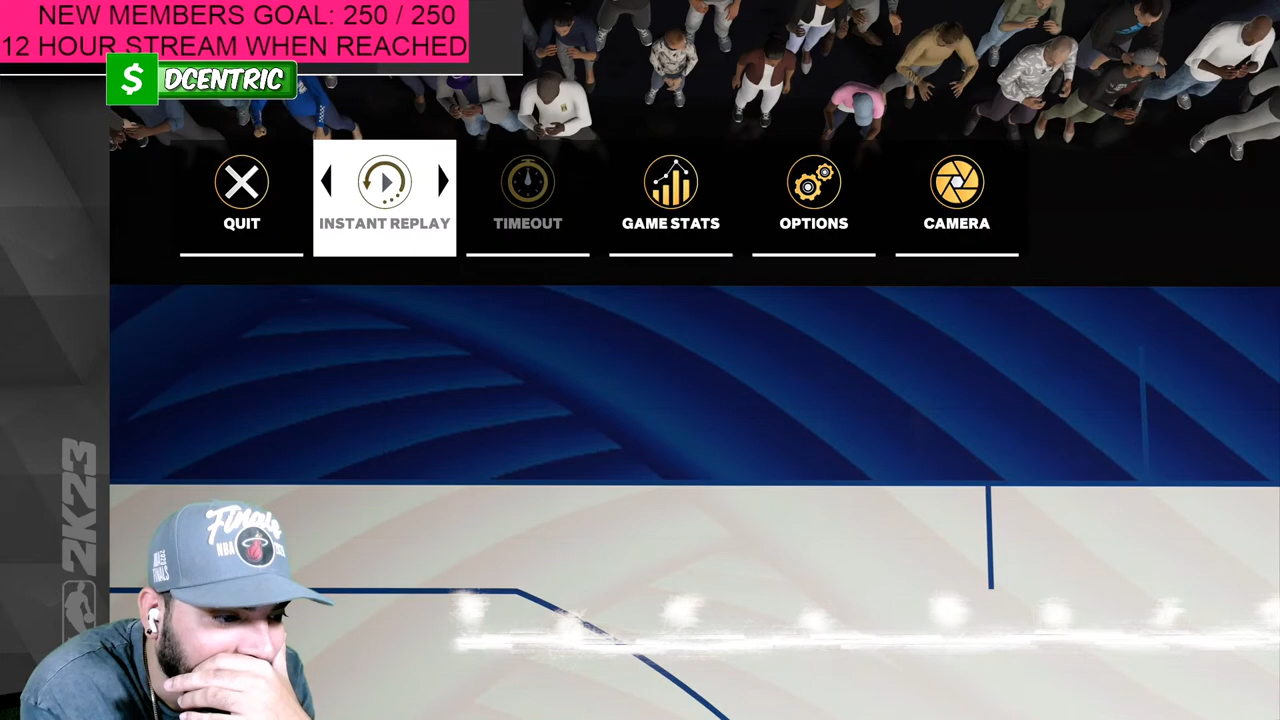 NEW MEMBERS GOAL: 250 / 250
12 HOUR STREAM WHEN REACHED
$ DCENTRIC
QUIT
INSTANT REPLAY
TIMEOUT
GAME STATS
OPTIONS
CAMERA
2K23
Finals
NBA